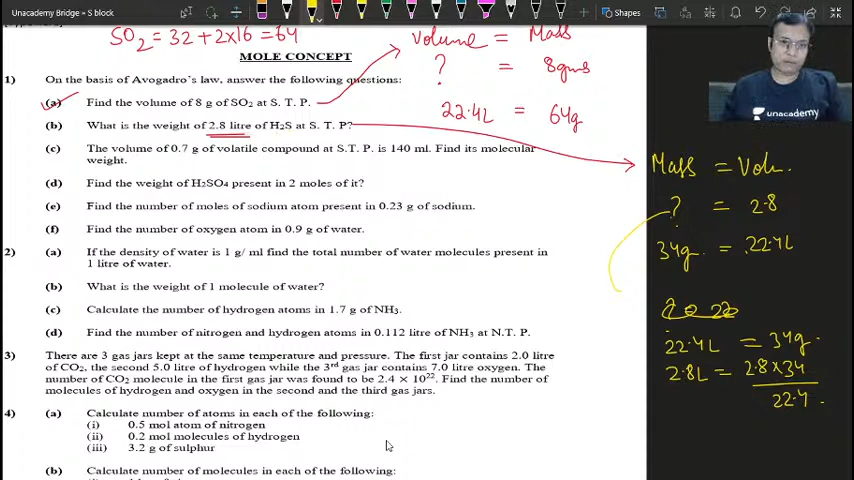 Unacademy Bridge • S block
Shapes
SO2 = 32 + 2x16 = 64
Volume = Mass
? = 8gms
22.4L = 64g
unacademy
MOLE CONCEPT
1) On the basis of Avogadro's law, answer the following questions:
(a) Find the volume of 8 g of SO2 at S. T. P.
(b) What is the weight of 2.8 litre of H2S at S. T. P?
(c) The volume of 0.7 g of volatile compound at S.T. P. is 140 ml. Find its molecular
weight.
(d) Find the weight of H2SO4 present in 2 moles of it?
(e) Find the number of moles of sodium atom present in 0.23 g of sodium.
(f) Find the number of oxygen atom in 0.9 g of water.
2) (a) If the density of water is 1 g/ ml find the total number of water molecules present in
1 litre of water.
(b) What is the weight of 1 molecule of water?
(c) Calculate the number of hydrogen atoms in 1.7 g of NH3.
(d) Find the number of nitrogen and hydrogen atoms in 0.112 litre of NH3 at N.T. P.
3) There are 3 gas jars kept at the same temperature and pressure. The first jar contains 2.0 litre
of CO2, the second 5.0 litre of hydrogen while the 3rd gas jar contains 7.0 litre oxygen. The
number of CO2 molecule in the first gas jar was found to be 2.4 × 10²². Find the number of
molecules of hydrogen and oxygen in the second and the third gas jars.
4) (a) Calculate number of atoms in each of the following:
(i) 0.5 mol atom of nitrogen
(ii) 0.2 mol molecules of hydrogen
(iii) 3.2 g of sulphur
(b) Calculate number of molecules in each of the following:
Mass = Volu.
? = 2.8
34g = 22.4L
22.4L = 34g.
2.8L = 2.8x34
22.4.